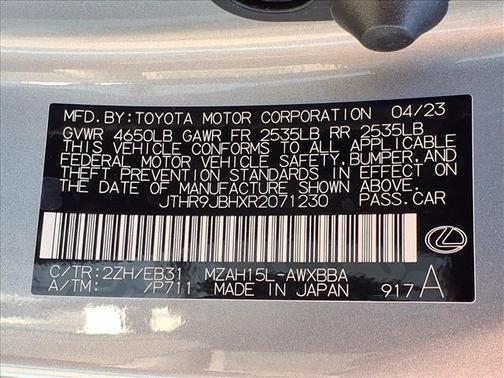 MFD. BY: TOYOTA MOTOR CORPORATION 04/23
GVWR 4650LB GAWR FR 2535LB RR 2535LB
THIS VEHICLE CONFORMS TO ALL APPLICABLE
FEDERAL MOTOR VEHICLE SAFETY, BUMPER, AND
THEFT PREVENTION STANDARDS IN EFFECT ON
THE DATE OF MANUFACTURE SHOWN ABOVE.
JTHR9JBHXR2071230 PASS. CAR
C/TR: 2ZH/EB31 MZAH15L-AWXBBA
A/TM: /P711 MADE IN JAPAN 917 A